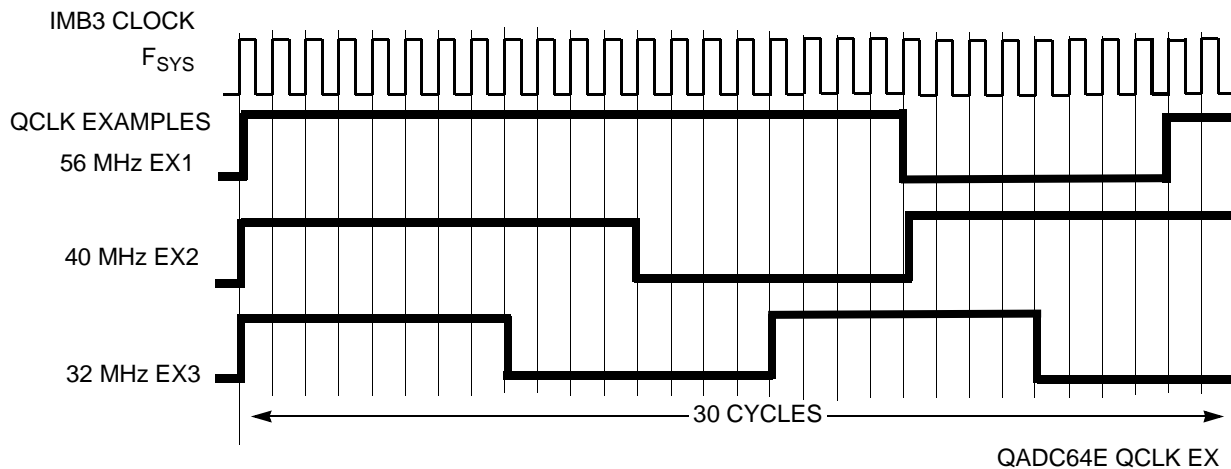 IMB3 CLOCK
FSYS
QCLK EXAMPLES
56 MHz EX1
40 MHz EX2
32 MHz EX3
30 CYCLES
QADC64E QCLK EX